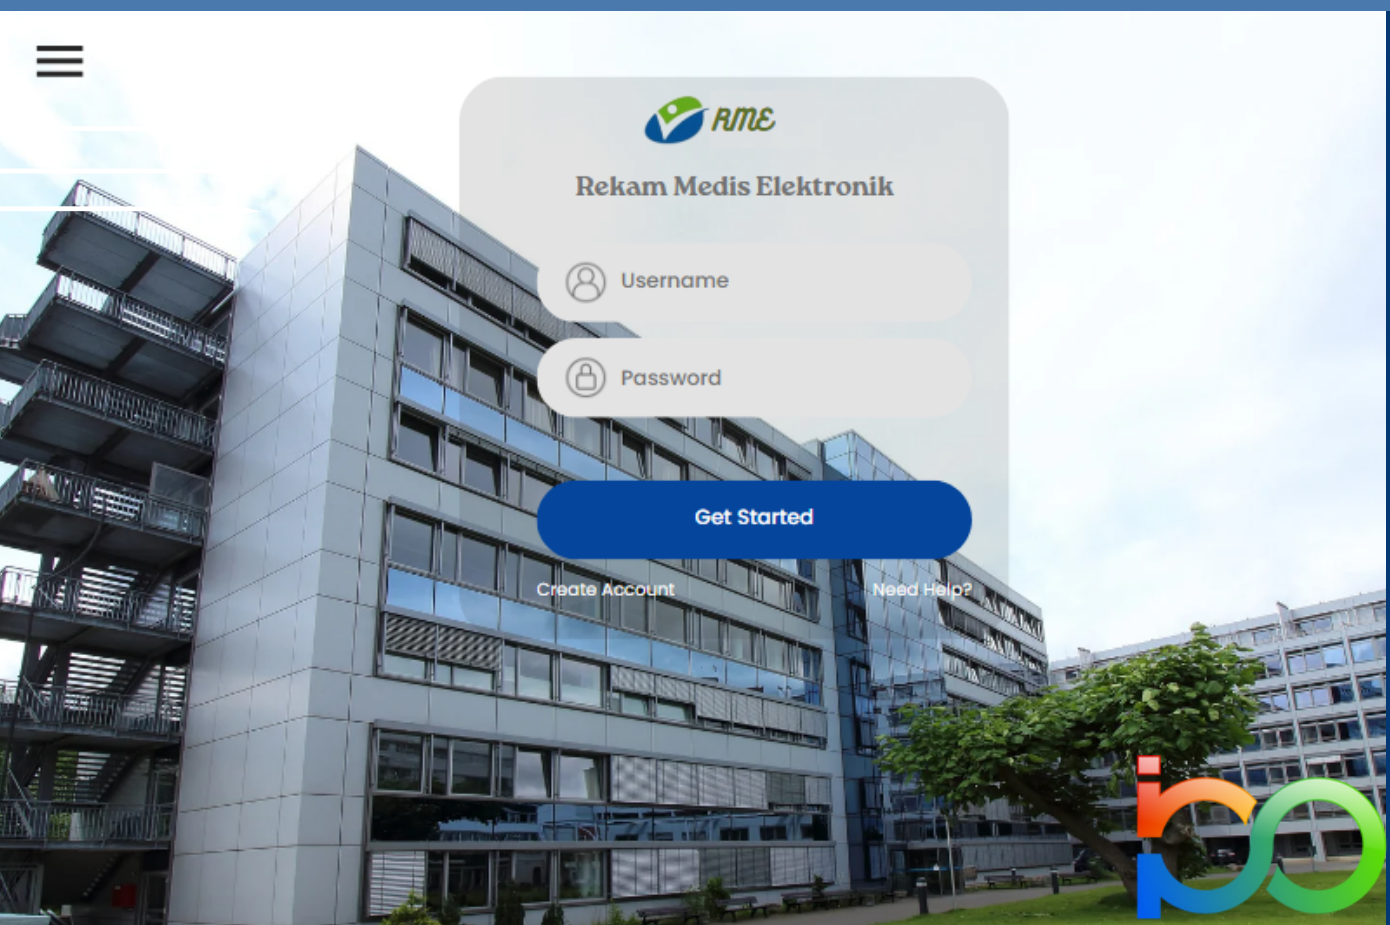 RME
Rekam Medis Elektronik
Username
Password
Get Started
Create Account
Need Help?